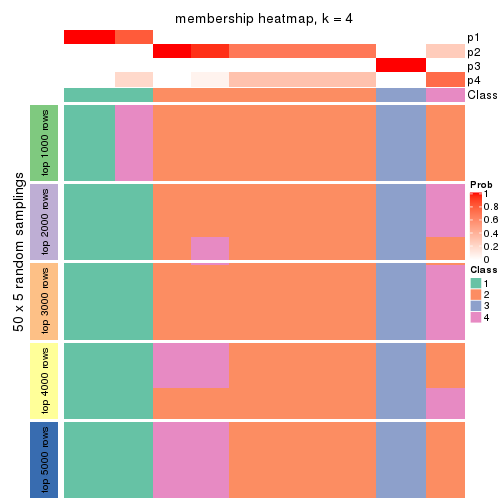 membership heatmap, k = 4
p1
p2
p3
p4
Class
50 x 5 random samplings
top 1000 rows
top 2000 rows
top 3000 rows
top 4000 rows
top 5000 rows
Prob
1
0.8
0.6
0.4
0.2
0
Class
1
2
3
4